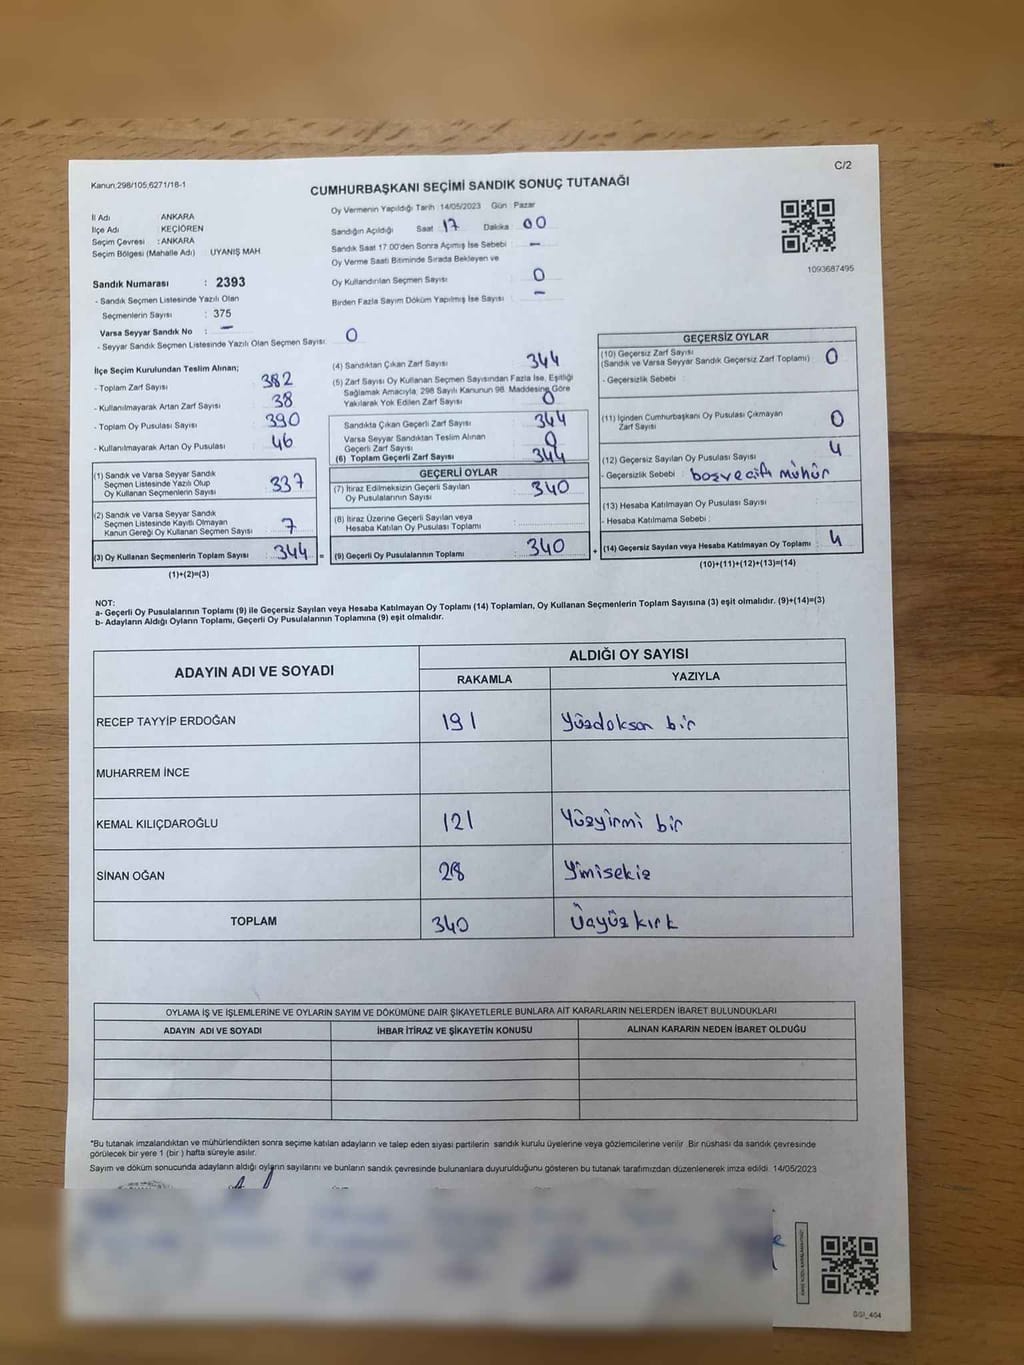 C/2
Kanun;298/105,6271/18-1
CUMHURBAŞKANI SEÇİMİ SANDIK SONUÇ TUTANAĞI
İl Adı : ANKARA
İlçe Adı : KEÇİÖREN
Seçim Çevresi : ANKARA
Seçim Bölgesi (Mahalle Adı) : UYANIŞ MAH
Sandık Numarası : 2393
- Sandık Seçmen Listesinde Yazılı Olan
Seçmenlerin Sayısı : 375
Varsa Seyyar Sandık No : -
- Seyyar Sandık Seçmen Listesinde Yazılı Olan Seçmen Sayısı: 0
Oy Vermenin Yapıldığı Tarih :14/05/2023 Gün : Pazar
Sandığın Açıldığı Saat : 17 Dakika : 00
Sandık Saat 17:00'den Sonra Açımış İse Sebebi : -
Oy Verme Saati Bitiminde Sırada Bekleyen ve
Oy Kullandırılan Seçmen Sayısı : 0
Birden Fazla Sayım Döküm Yapılmış İse Sayısı : -
1093687495
İlçe Seçim Kurulundan Teslim Alınan;
- Toplam Zarf Sayısı : 382
- Kullanılmayarak Artan Zarf Sayısı : 38
- Toplam Oy Pusulası Sayısı : 390
- Kullanılmayarak Artan Oy Pusulası : 46
(1) Sandık ve Varsa Seyyar Sandık
Seçmen Listesinde Yazılı Olup
Oy Kullanan Seçmenlerin Sayısı : 337
(2) Sandık ve Varsa Seyyar Sandık
Seçmen Listesinde Kayıtlı Olmayan
Kanun Gereği Oy Kullanan Seçmen Sayısı : 7
(3) Oy Kullanan Seçmenlerin Toplam Sayısı : 344 =
(1)+(2)=(3)
(4) Sandıktan Çıkan Zarf Sayısı : 344
(5) Zarf Sayısı Oy Kullanan Seçmen Sayısından Fazla İse, Eşitliği
Sağlamak Amacıyla, 298 Sayılı Kanunun 98. Maddesine Göre
Yakılarak Yok Edilen Zarf Sayısı : 0
Sandıkta Çıkan Geçerli Zarf Sayısı : 344
Varsa Seyyar Sandıktan Teslim Alınan
Geçerli Zarf Sayısı : 0
(6) Toplam Geçerli Zarf Sayısı : 344
GEÇERLİ OYLAR
(7) İtiraz Edilmeksizin Geçerli Sayılan
Oy Pusulalarının Sayısı : 340
(8) İtiraz Üzerine Geçerli Sayılan veya
Hesaba Katılan Oy Pusulası Toplamı :
(9) Geçerli Oy Pusulalarının Toplamı : 340 +
GEÇERSİZ OYLAR
(10) Geçersiz Zarf Sayısı
(Sandık ve Varsa Seyyar Sandık Geçersiz Zarf Toplamı) : 0
- Geçersizlik Sebebi :
(11) İçinden Cumhurbaşkanı Oy Pusulası Çıkmayan
Zarf Sayısı : 0
(12) Geçersiz Sayılan Oy Pusulası Sayısı : 4
- Geçersizlik Sebebi : boş ve çift mühür
(13) Hesaba Katılmayan Oy Pusulası Sayısı :
- Hesaba Katılmama Sebebi :
(14) Geçersiz Sayılan veya Hesaba Katılmayan Oy Toplamı : 4
(10)+(11)+(12)+(13)=(14)
NOT:
a- Geçerli Oy Pusulalarının Toplamı (9) ile Geçersiz Sayılan veya Hesaba Katılmayan Oy Toplamı (14) Toplamları, Oy Kullanan Seçmenlerin Toplam Sayısına (3) eşit olmalıdır. (9)+(14)=(3)
b- Adayların Aldığı Oyların Toplamı, Geçerli Oy Pusulalarının Toplamına (9) eşit olmalıdır.
ADAYIN ADI VE SOYADI ALDIĞI OY SAYISI
RAKAMLA YAZIYLA
RECEP TAYYİP ERDOĞAN 191 Yüzdoksan bir
MUHARREM İNCE
KEMAL KILIÇDAROĞLU 121 Yüzyirmi bir
SİNAN OĞAN 28 Yimisekiz
TOPLAM 340 Üçyüz kırk
OYLAMA İŞ VE İŞLEMLERİNE VE OYLARIN SAYIM VE DÖKÜMÜNE DAİR ŞİKAYETLERLE BUNLARA AİT KARARLARIN NELERDEN İBARET BULUNDUKLARI
ADAYIN ADI VE SOYADI İHBAR İTİRAZ VE ŞİKAYETİN KONUSU ALINAN KARARIN NEDEN İBARET OLDUĞU
*Bu tutanak imzalandıktan ve mühürlendikten sonra seçime katılan adayların ve talep eden siyasi partilerin sandık kurulu üyelerine veya gözlemcilerine verilir. Bir nüshası da sandık çevresinde
görülecek bir yere 1 (bir ) hafta süreyle asılır.
Sayım ve döküm sonucunda adayların aldığı oyların sayılarını ve bunların sandık çevresinde bulunanlara duyurulduğunu gösteren bu tutanak tarafımızdan düzenlenerek imza edildi. 14/05/2023